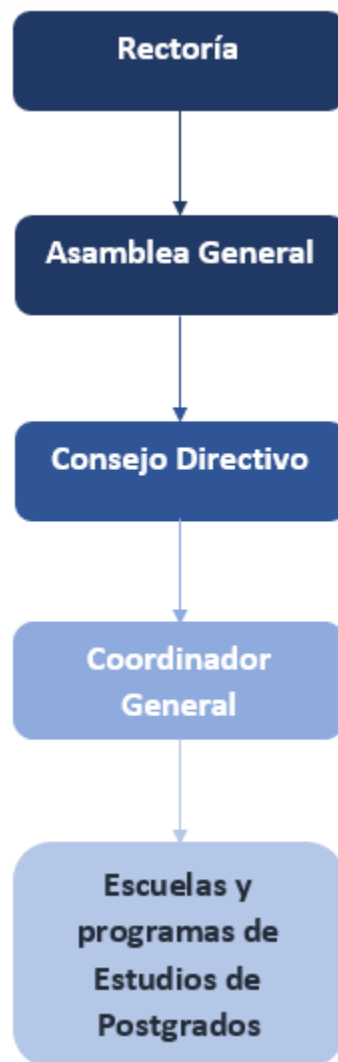 Rectoría
Asamblea General
Consejo Directivo
Coordinador
General
Escuelas y
programas de
Estudios de
Postgrados